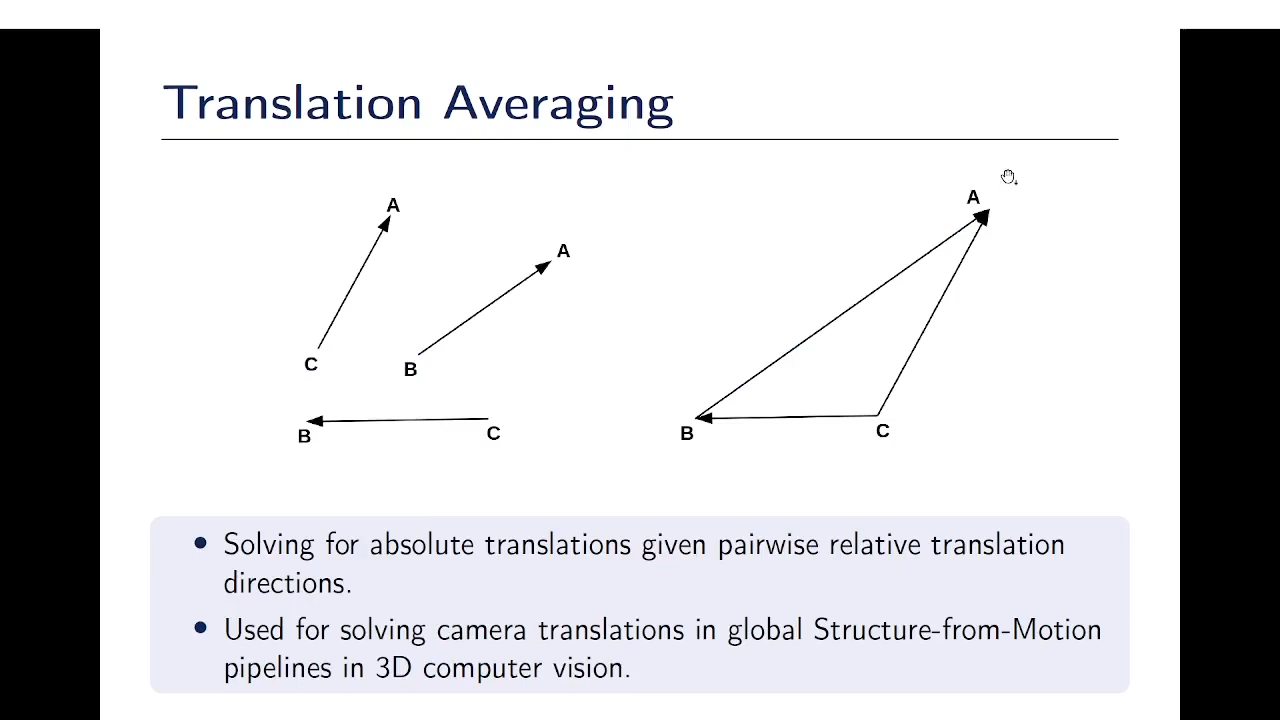 Translation Averaging
A
A
A
C
B
B
C
B
C
• Solving for absolute translations given pairwise relative translation
directions.
• Used for solving camera translations in global Structure-from-Motion
pipelines in 3D computer vision.